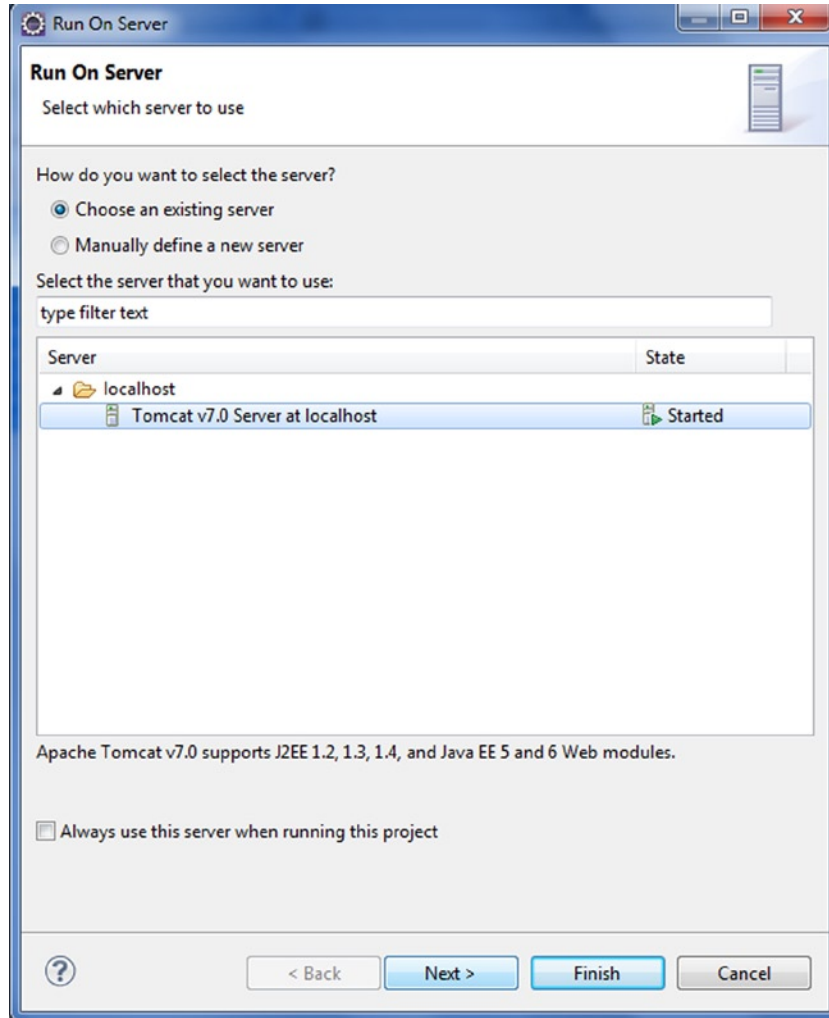 Run On Server
Run On Server
Select which server to use
How do you want to select the server?
Choose an existing server
Manually define a new server
Select the server that you want to use:
type filter text
Server State
localhost
Tomcat v7.0 Server at localhost Started
Apache Tomcat v7.0 supports J2EE 1.2, 1.3, 1.4, and Java EE 5 and 6 Web modules.
Always use this server when running this project
? < Back Next > Finish Cancel